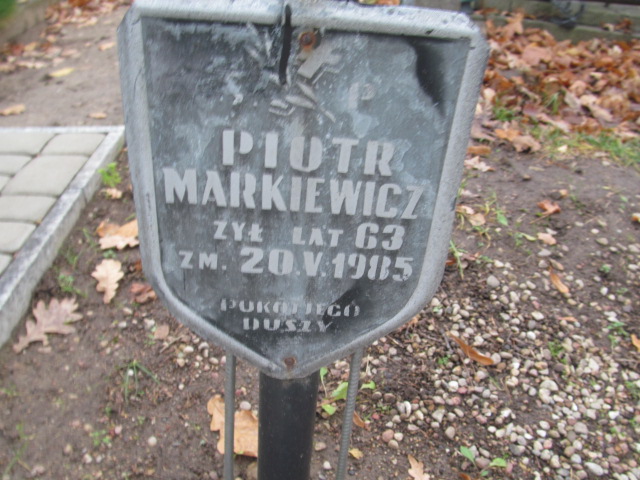 P
PIOTR
MARKIEWICZ
ŻYŁ LAT 63
ZM. 20.V.1985
POKÓJ JEGO
DUSZY